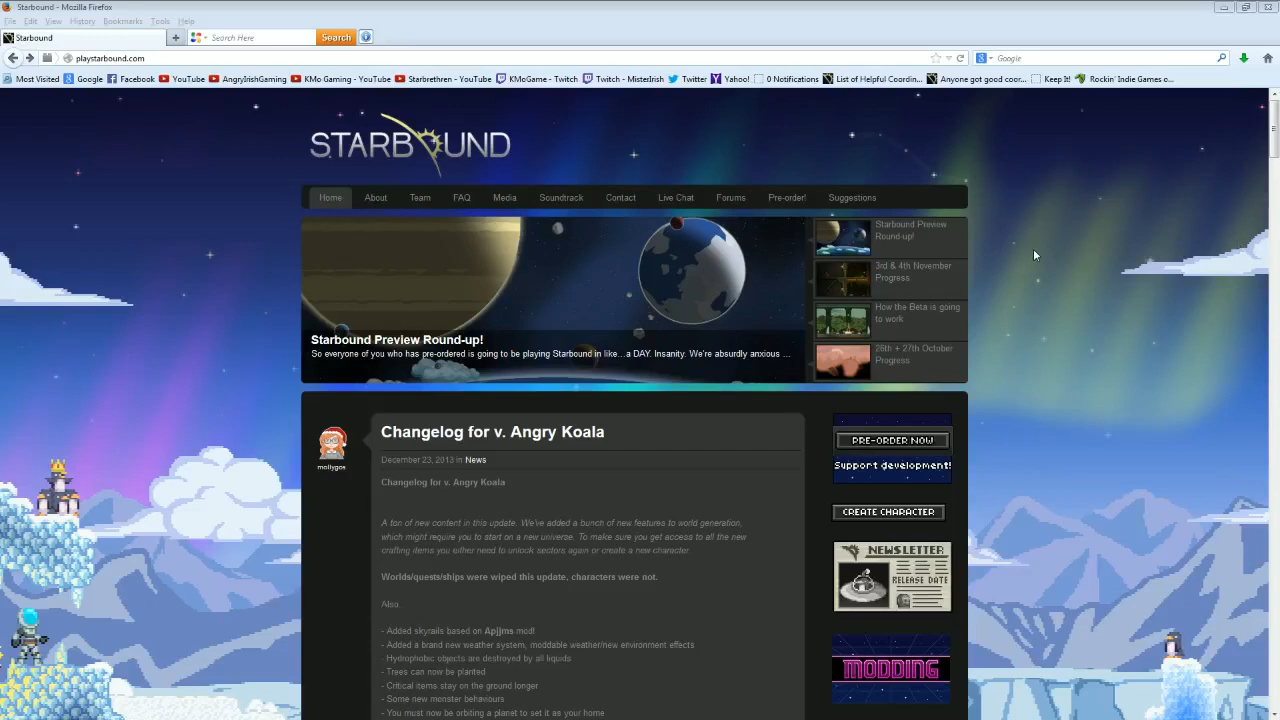 Starbound - Mozilla Firefox
File Edit View History Bookmarks Tools Help
Starbound
Search Here
Search
playstarbound.com
Google
Most Visited Google Facebook YouTube AngryIrishGaming KMo Gaming - YouTube Starbrethren - YouTube KMoGame - Twitch Twitch - MisterIrish Twitter Yahoo! 0 Notifications List of Helpful Coordin... Anyone got good coor... Keep It! Rockin' Indie Games o...
STARBOUND
Home About Team FAQ Media Soundtrack Contact Live Chat Forums Pre-order! Suggestions
Starbound Preview Round-up!
So everyone of you who has pre-ordered is going to be playing Starbound in like...a DAY. Insanity. We're absurdly anxious ...
Starbound Preview
Round-up!
3rd & 4th November
Progress
How the Beta is going
to work
26th + 27th October
Progress
mollygos
Changelog for v. Angry Koala
December 23, 2013 in News
Changelog for v. Angry Koala
A ton of new content in this update. We've added a bunch of new features to world generation,
which might require you to start on a new universe. To make sure you get access to all the new
crafting items you either need to unlock sectors again or create a new character.
Worlds/quests/ships were wiped this update, characters were not.
Also.
- Added skyrails based on Apjjms mod!
- Added a brand new weather system, moddable weather/new environment effects
- Hydrophobic objects are destroyed by all liquids
- Trees can now be planted
- Critical items stay on the ground longer
- Some new monster behaviours
- You must now be orbiting a planet to set it as your home
PRE-ORDER NOW
Support development!
CREATE CHARACTER
NEWSLETTER
RELEASE DATE
MODDING